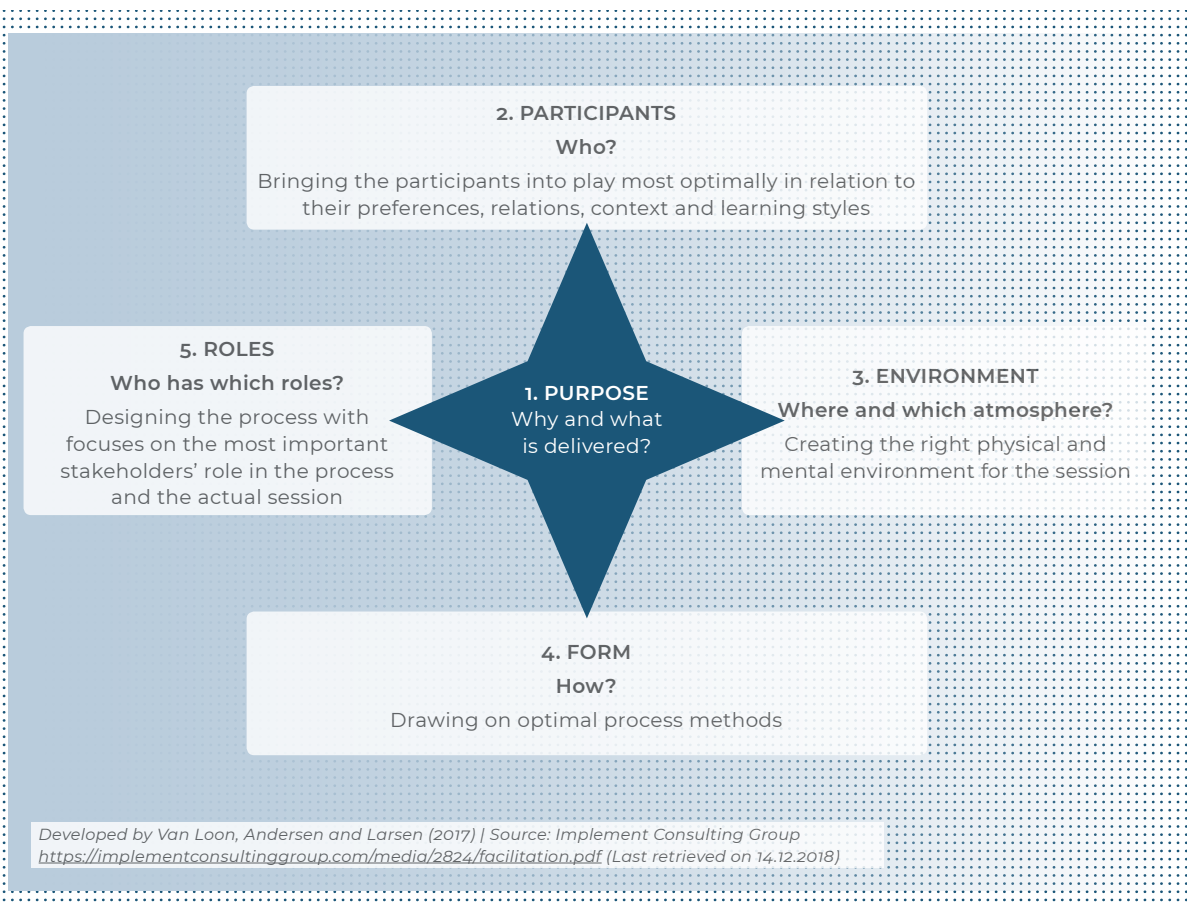 2. PARTICIPANTS
Who?
Bringing the participants into play most optimally in relation to
their preferences, relations, context and learning styles
5. ROLES
Who has which roles?
Designing the process with
focuses on the most important
stakeholders’ role in the process
and the actual session
1. PURPOSE
Why and what
is delivered?
3. ENVIRONMENT
Where and which atmosphere?
Creating the right physical and
mental environment for the session
4. FORM
How?
Drawing on optimal process methods
Developed by Van Loon, Andersen and Larsen (2017) | Source: Implement Consulting Group
https://implementconsultinggroup.com/media/2824/facilitation.pdf (Last retrieved on 14.12.2018)